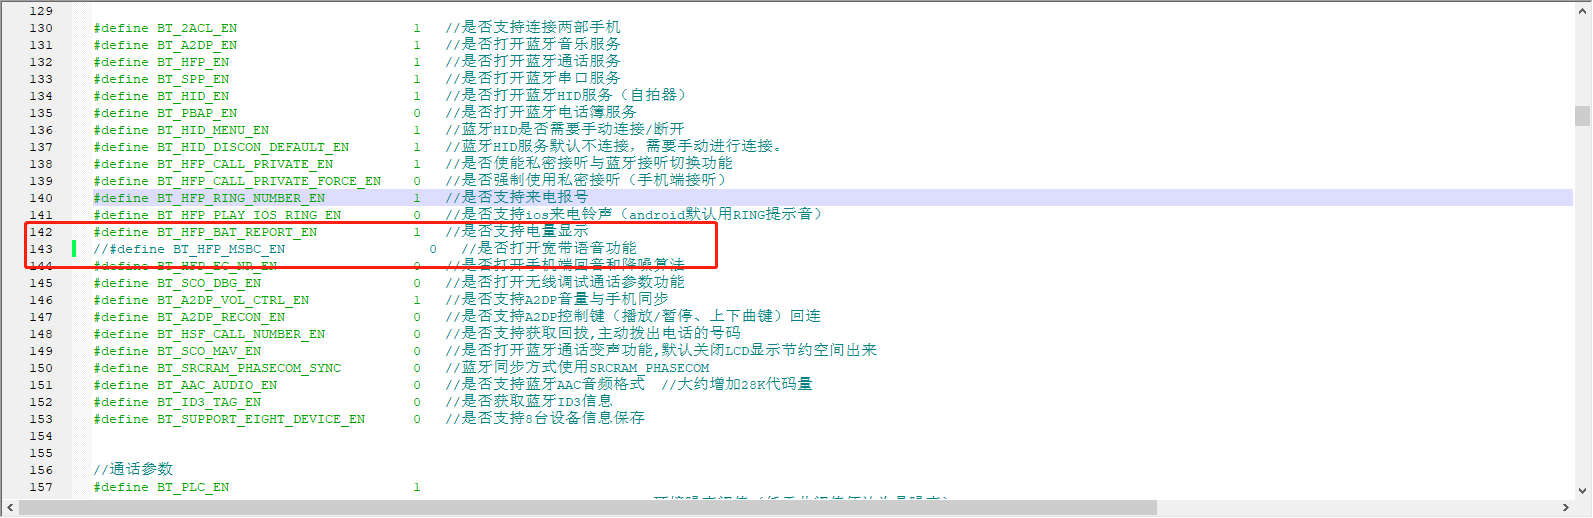 129
130 #define BT_2ACL_EN 1 //是否支持连接两部手机
131 #define BT_A2DP_EN 1 //是否打开蓝牙音乐服务
132 #define BT_HFP_EN 1 //是否打开蓝牙通话服务
133 #define BT_SPP_EN 1 //是否打开蓝牙串口服务
134 #define BT_HID_EN 1 //是否打开蓝牙HID服务（自拍器）
135 #define BT_PBAP_EN 0 //是否打开蓝牙电话簿服务
136 #define BT_HID_MENU_EN 1 //蓝牙HID是否需要手动连接/断开
137 #define BT_HID_DISCON_DEFAULT_EN 1 //蓝牙HID服务默认不连接，需要手动进行连接。
138 #define BT_HFP_CALL_PRIVATE_EN 1 //是否使能私密接听与蓝牙接听切换功能
139 #define BT_HFP_CALL_PRIVATE_FORCE_EN 0 //是否强制使用私密接听（手机端接听）
140 #define BT_HFP_RING_NUMBER_EN 1 //是否支持来电报号
141 #define BT_HFP_PLAY_IOS_RING_EN 0 //是否支持ios来电铃声（android默认用RING提示音）
142 #define BT_HFP_BAT_REPORT_EN 1 //是否支持电量显示
143 //#define BT_HFP_MSBC_EN 0 //是否打开宽带语音功能
144 #define BT_HFP_EC_NR_EN 0 //是否打开手机端回音和降噪算法
145 #define BT_SCO_DBG_EN 0 //是否打开无线调试通话参数功能
146 #define BT_A2DP_VOL_CTRL_EN 1 //是否支持A2DP音量与手机同步
147 #define BT_A2DP_RECON_EN 0 //是否支持A2DP控制键（播放/暂停、上下曲键）回连
148 #define BT_HSF_CALL_NUMBER_EN 0 //是否支持获取回拨,主动拨出电话的号码
149 #define BT_SCO_MAV_EN 0 //是否打开蓝牙通话变声功能,默认关闭LCD显示节约空间出来
150 #define BT_SRCRAM_PHASECOM_SYNC 0 //蓝牙同步方式使用SRCRAM_PHASECOM
151 #define BT_AAC_AUDIO_EN 0 //是否支持蓝牙AAC音频格式 //大约增加28K代码量
152 #define BT_ID3_TAG_EN 0 //是否获取蓝牙ID3信息
153 #define BT_SUPPORT_EIGHT_DEVICE_EN 0 //是否支持8台设备信息保存
154
155
156 //通话参数
157 #define BT_PLC_EN 1